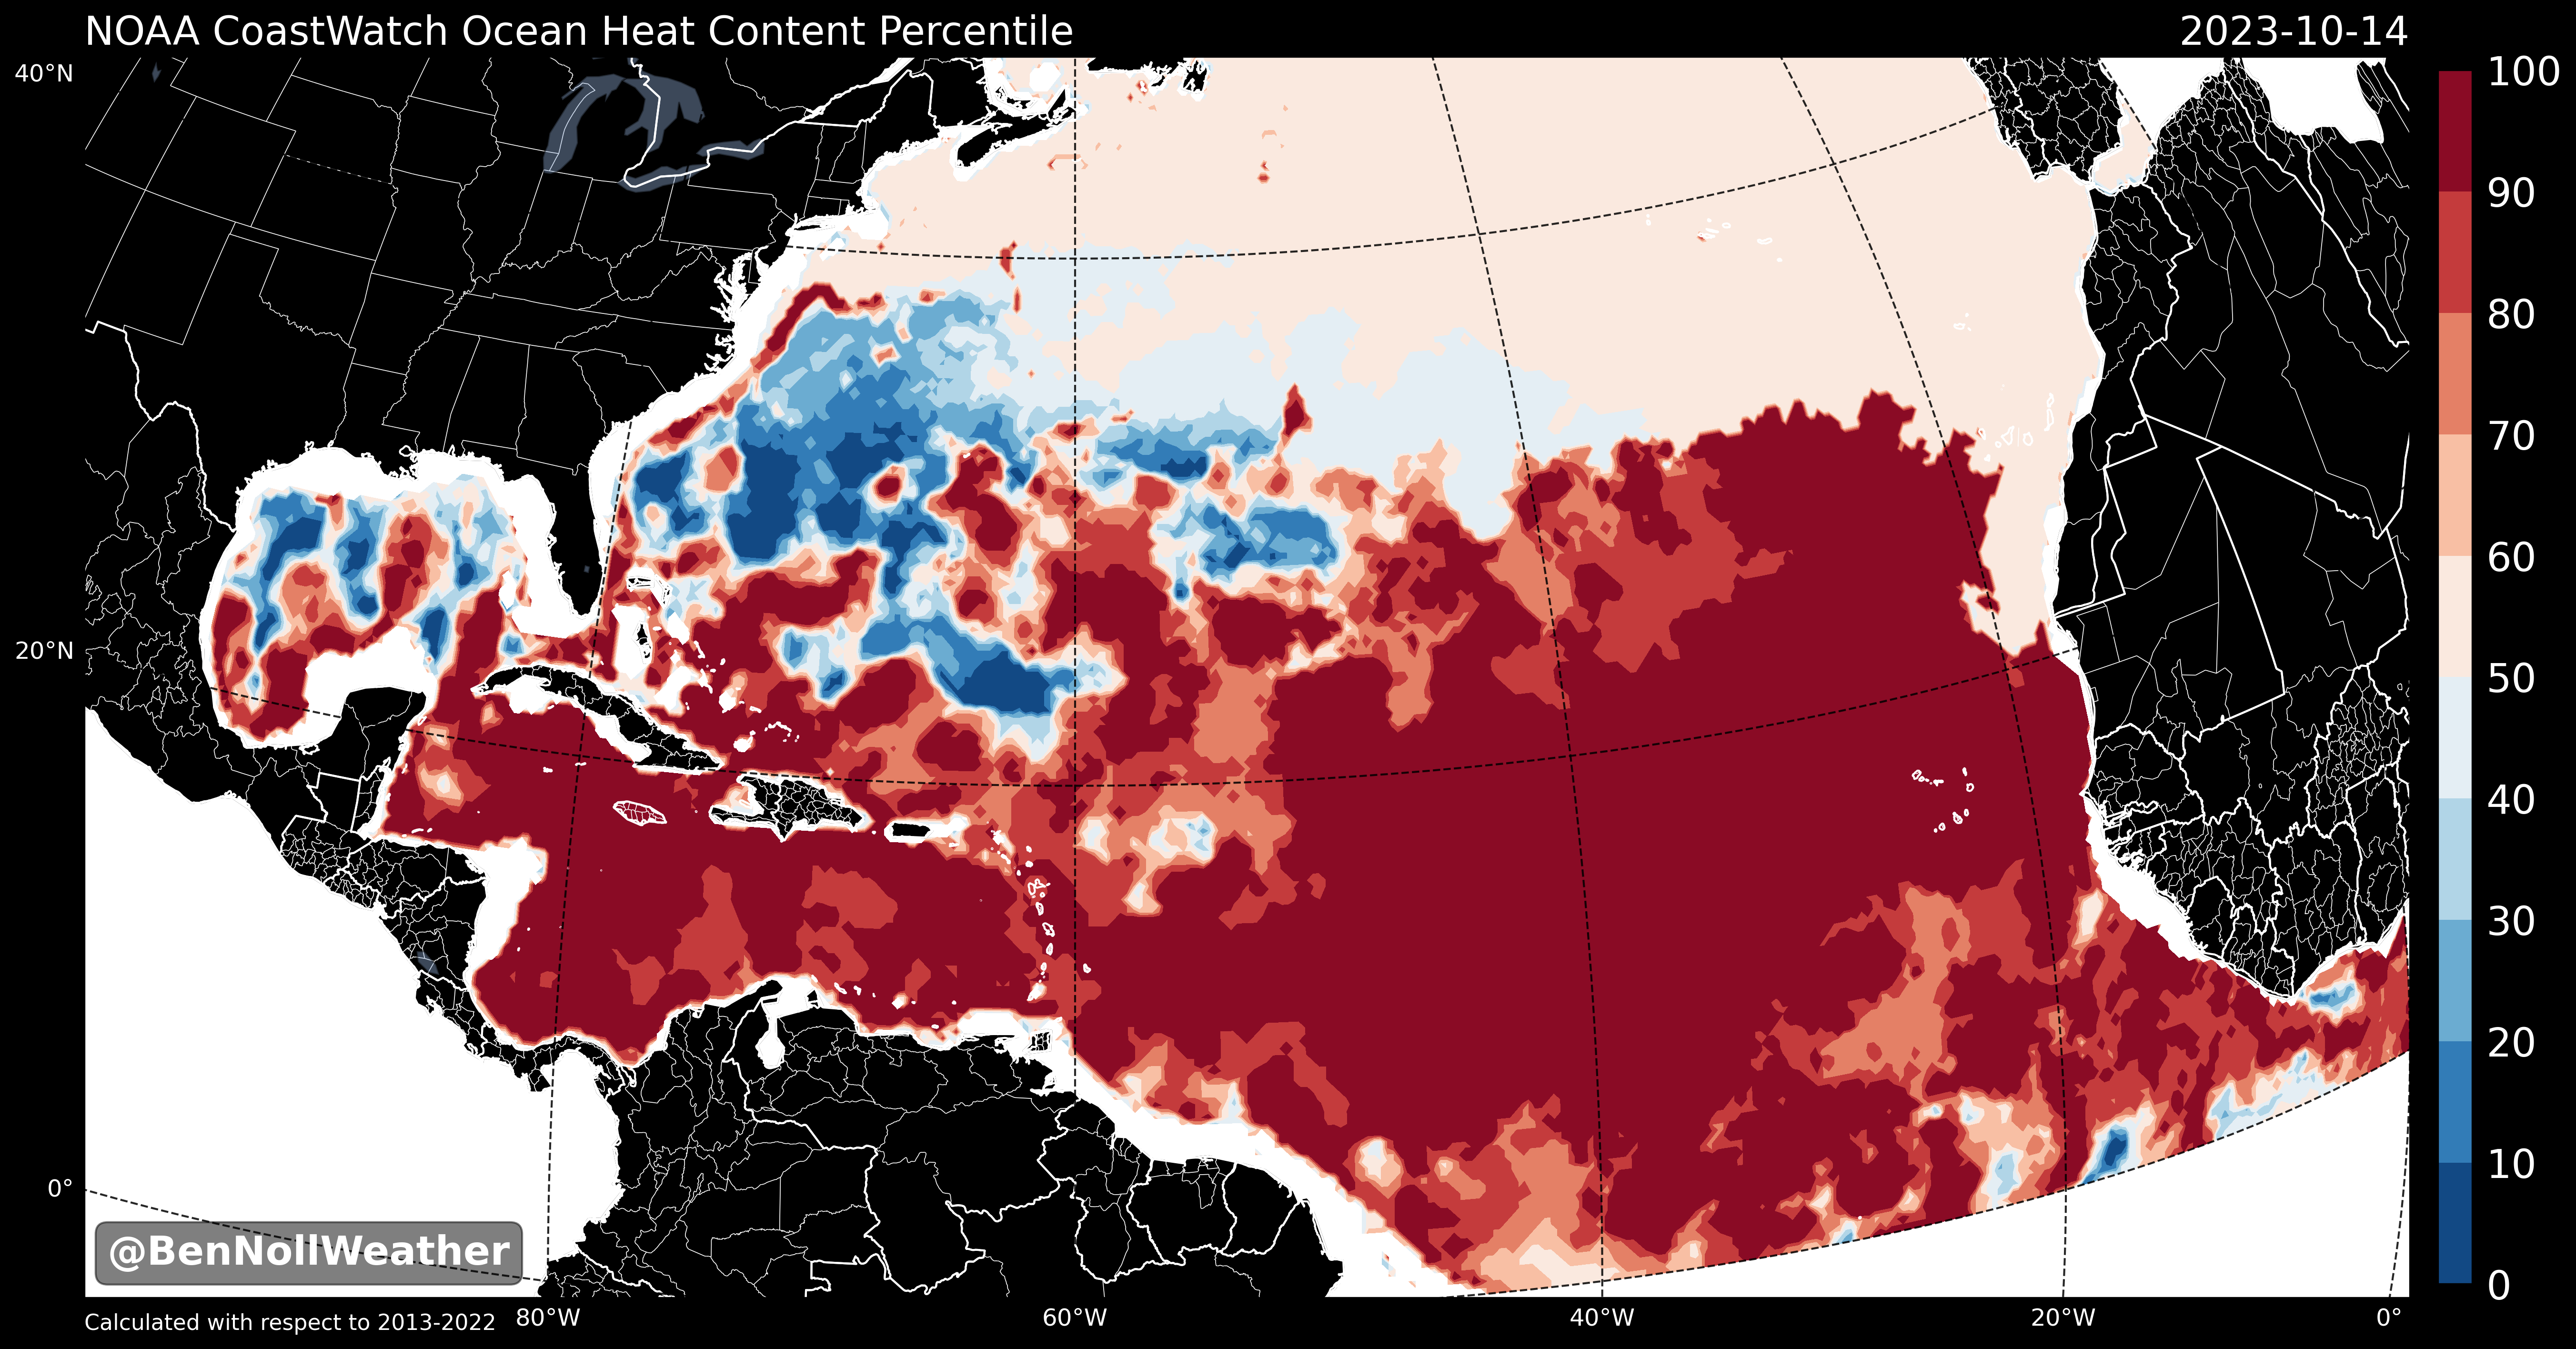 NOAA CoastWatch Ocean Heat Content Percentile
2023-10-14
40°N
20°N
0°
100
90
80
70
60
50
40
30
20
10
0
@BenNollWeather
Calculated with respect to 2013-2022
80°W
60°W
40°W
20°W
0°